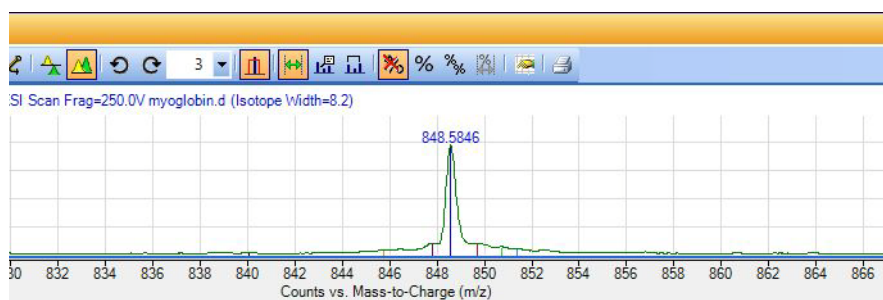 3
% %
SI Scan Frag=250.0V myoglobin.d (Isotope Width=8.2)
848.5846
30 832 834 836 838 840 842 844 846 848 850 852 854 856 858 860 862 864 866
Counts vs. Mass-to-Charge (m/z)